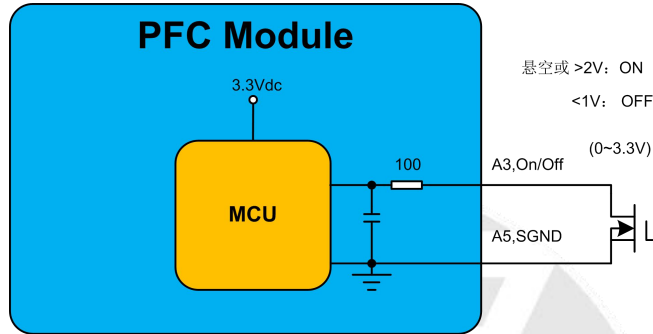 PFC Module
3.3Vdc
悬空或 >2V: ON
<1V: OFF
(0~3.3V)
100
A3,On/Off
MCU
A5,SGND